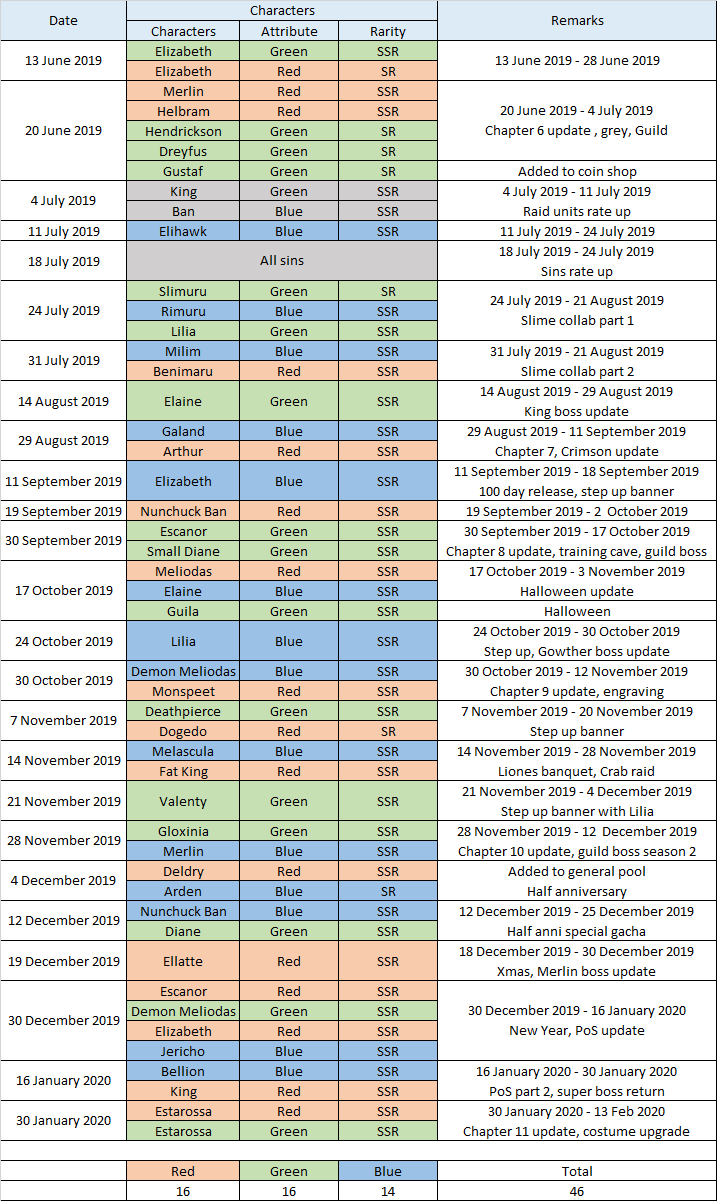 Date Characters Remarks
Characters Attribute Rarity
13 June 2019 Elizabeth Green SSR 13 June 2019 - 28 June 2019
Elizabeth Red SR
20 June 2019 Merlin Red SSR 20 June 2019 - 4 July 2019
Helbram Red SSR Chapter 6 update , grey, Guild
Hendrickson Green SR
Dreyfus Green SR
Gustaf Green SR Added to coin shop
4 July 2019 King Green SSR 4 July 2019 - 11 July 2019
Ban Blue SSR Raid units rate up
11 July 2019 Elihawk Blue SSR 11 July 2019 - 24 July 2019
18 July 2019 All sins 18 July 2019 - 24 July 2019
Sins rate up
24 July 2019 Slimuru Green SR 24 July 2019 - 21 August 2019
Rimuru Blue SSR Slime collab part 1
Lilia Green SSR
31 July 2019 Milim Blue SSR 31 July 2019 - 21 August 2019
Benimaru Red SSR Slime collab part 2
14 August 2019 Elaine Green SSR 14 August 2019 - 29 August 2019
King boss update
29 August 2019 Galand Blue SSR 29 August 2019 - 11 September 2019
Arthur Red SSR Chapter 7, Crimson update
11 September 2019 Elizabeth Blue SSR 11 September 2019 - 18 September 2019
100 day release, step up banner
19 September 2019 Nunchuck Ban Red SSR 19 September 2019 - 2 October 2019
30 September 2019 Escanor Green SSR 30 September 2019 - 17 October 2019
Small Diane Green SSR Chapter 8 update, training cave, guild boss
17 October 2019 Meliodas Red SSR 17 October 2019 - 3 November 2019
Elaine Blue SSR Halloween update
Guila Green SSR Halloween
24 October 2019 Lilia Blue SSR 24 October 2019 - 30 October 2019
Step up, Gowther boss update
30 October 2019 Demon Meliodas Blue SSR 30 October 2019 - 12 November 2019
Monspeet Red SSR Chapter 9 update, engraving
7 November 2019 Deathpierce Green SSR 7 November 2019 - 20 November 2019
Dogedo Red SR Step up banner
14 November 2019 Melascula Blue SSR 14 November 2019 - 28 November 2019
Fat King Red SSR Liones banquet, Crab raid
21 November 2019 Valenty Green SSR 21 November 2019 - 4 December 2019
Step up banner with Lilia
28 November 2019 Gloxinia Green SSR 28 November 2019 - 12 December 2019
Merlin Blue SSR Chapter 10 update, guild boss season 2
4 December 2019 Deldry Red SSR Added to general pool
Arden Blue SR Half anniversary
12 December 2019 Nunchuck Ban Blue SSR 12 December 2019 - 25 December 2019
Diane Green SSR Half anni special gacha
19 December 2019 Ellatte Red SSR 18 December 2019 - 30 December 2019
Xmas, Merlin boss update
30 December 2019 Escanor Red SSR 30 December 2019 - 16 January 2020
Demon Meliodas Green SSR New Year, PoS update
Elizabeth Red SSR
Jericho Blue SSR
16 January 2020 Bellion Blue SSR 16 January 2020 - 30 January 2020
King Red SSR PoS part 2, super boss return
30 January 2020 Estarossa Red SSR 30 January 2020 - 13 Feb 2020
Estarossa Green SSR Chapter 11 update, costume upgrade
Red Green Blue Total
16 16 14 46